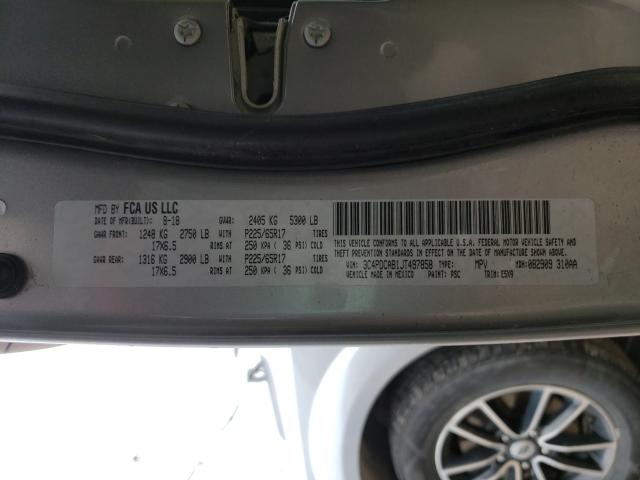 MFD BY FCA US LLC
DATE OF MFR(BUILT): 8-18 GVWR: 2405 KG 5300 LB
GAWR FRONT: 1248 KG 2750 LB WITH P225/65R17 TIRES
17X6.5 RIMS AT 250 KPA ( 36 PSI) COLD
GAWR REAR: 1316 KG 2900 LB WITH P225/65R17 TIRES
17X6.5 RIMS AT 250 KPA ( 36 PSI) COLD
THIS VEHICLE CONFORMS TO ALL APPLICABLE U.S.A. FEDERAL MOTOR
VEHICLE SAFETY, BUMPER, AND THEFT PREVENTION STANDARDS
IN EFFECT ON THE DATE OF MANUFACTURE SHOWN ABOVE.
VIN: 3C4PDCAB1JT497858 TYPE: MPV MDH: 082909 310AA
VEHICLE MADE IN MEXICO PAINT: PSC TRIM: E5X9